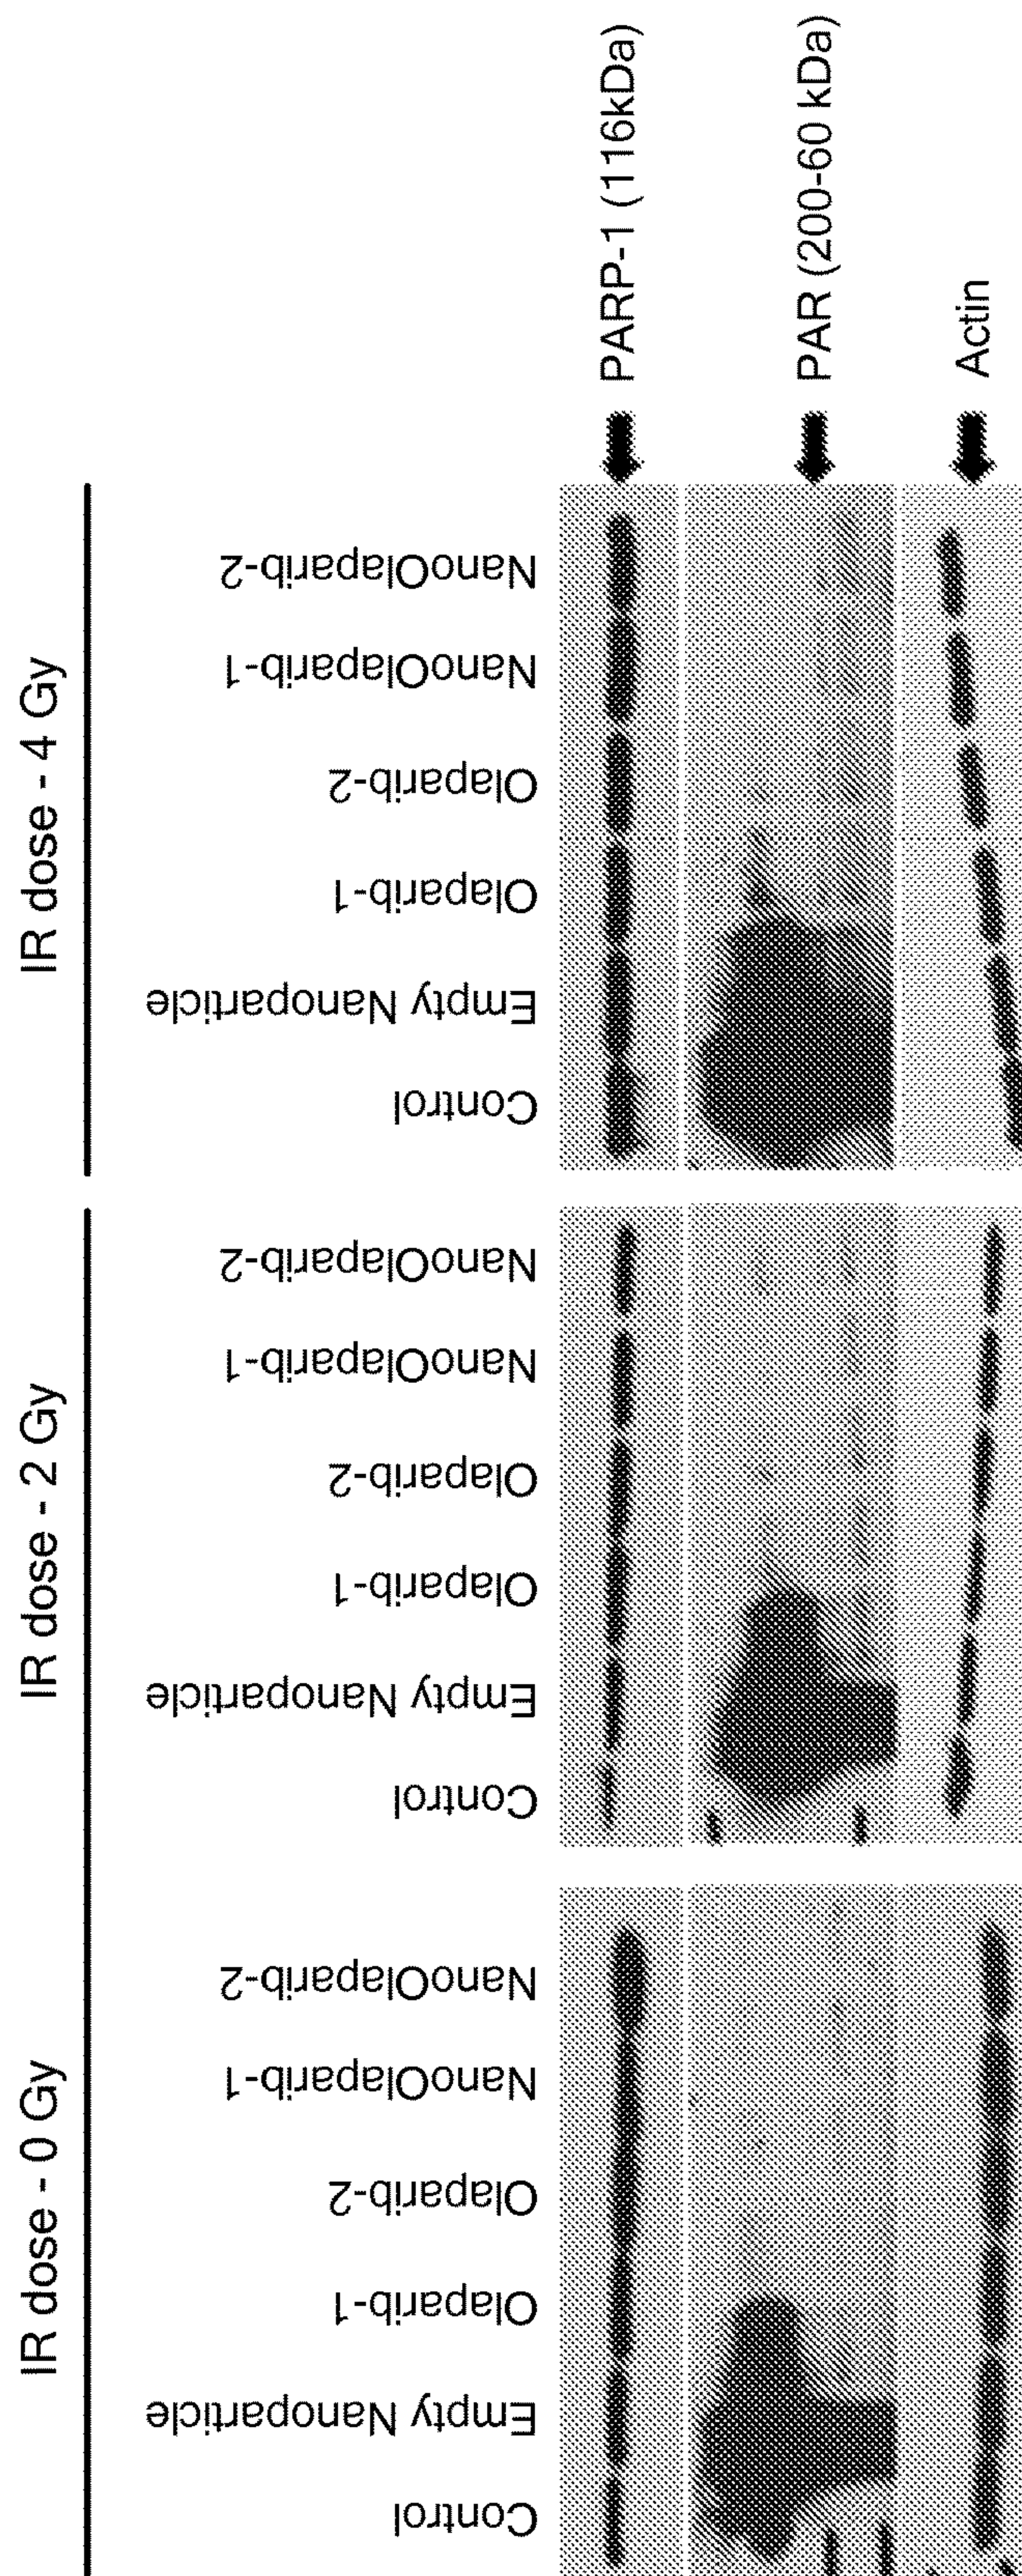 IR dose - 0 Gy
IR dose - 2 Gy
IR dose - 4 Gy
Control
Empty Nanoparticle
Olaparib-1
Olaparib-2
NanoOlaparib-1
NanoOlaparib-2
Control
Empty Nanoparticle
Olaparib-1
Olaparib-2
NanoOlaparib-1
NanoOlaparib-2
Control
Empty Nanoparticle
Olaparib-1
Olaparib-2
NanoOlaparib-1
NanoOlaparib-2
PARP-1 (116kDa)
PAR (200-60 kDa)
Actin